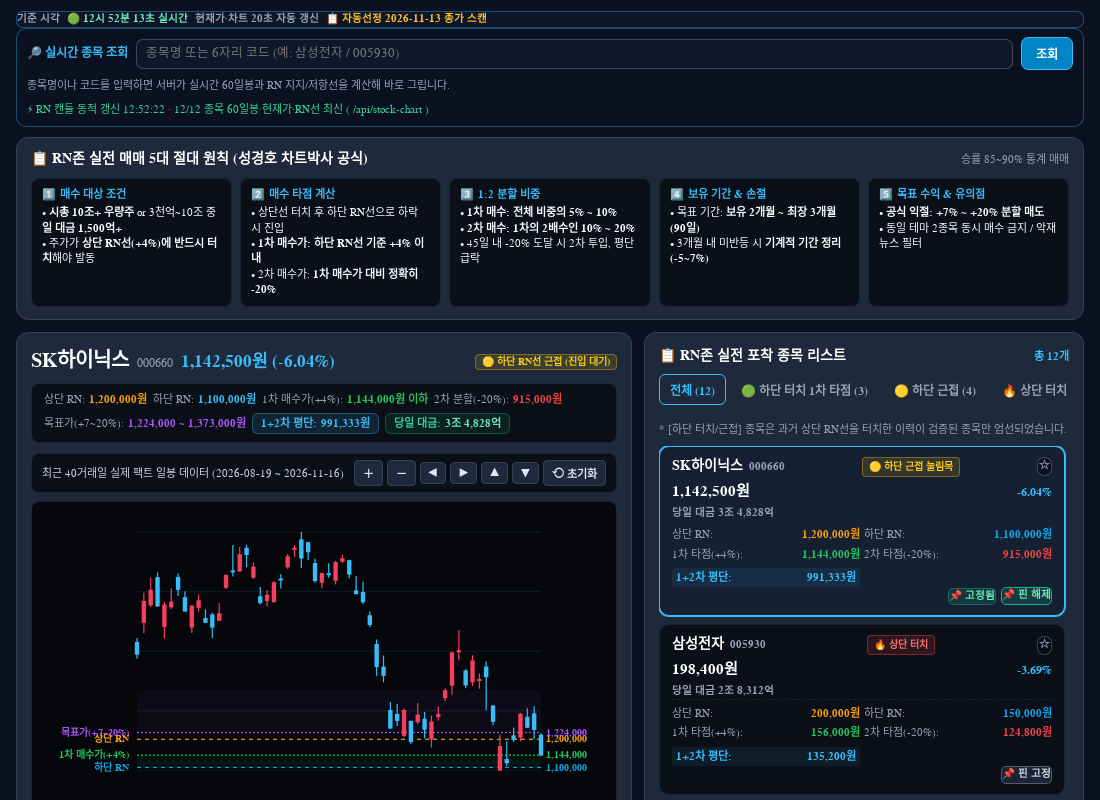 기준 시각 🟢 12시 52분 13초 실시간 현재가·차트 20초 자동 갱신 📋 자동선정 2026-11-13 종가 스캔
🔎 실시간 종목 조회 종목명 또는 6자리 코드 (예: 삼성전자 / 005930) 조회
종목명이나 코드를 입력하면 서버가 실시간 60일봉과 RN 지지/저항선을 계산해 바로 그립니다.
⚡ RN 캔들 동적 갱신 12:52:22 · 12/12 종목 60일봉·현재가·RN선 최신 ( /api/stock-chart )
📋 RN존 실전 매매 5대 절대 원칙 (성경호 차트박사 공식) 승률 85~90% 통계 매매
1️⃣ 매수 대상 조건
• 시총 10조+ 우량주 or 3천억~10조 중
일 대금 1,500억+
• 주가가 상단 RN선(+4%)에 반드시 터
치해야 발동
2️⃣ 매수 타점 계산
• 상단선 터치 후 하단 RN선으로 하락
시 진입
• 1차 매수가: 하단 RN선 기준 +4% 이
내
• 2차 매수가: 1차 매수가 대비 정확히
-20%
3️⃣ 1:2 분할 비중
• 1차 매수: 전체 비중의 5% ~ 10%
• 2차 매수: 1차의 2배수인 10% ~ 20%
• 45일 내 -20% 도달 시 2차 투입, 평단
급락
4️⃣ 보유 기간 & 손절
• 목표 기간: 보유 2개월 ~ 최장 3개월
(90일)
• 3개월 내 미반등 시 기계적 기간 정리
(-5~7%)
5️⃣ 목표 수익 & 유의점
• 공식 익절: +7% ~ +20% 분할 매도
• 동일 테마 2종목 동시 매수 금지 / 악재
뉴스 필터
SK하이닉스 000660 1,142,500원 (-6.04%) 🟡 하단 RN선 근접 (진입 대기)
상단 RN: 1,200,000원 하단 RN: 1,100,000원 1차 매수가(+4%): 1,144,000원 이하 2차 분할(-20%): 915,000원
목표가(+7~20%): 1,224,000 ~ 1,373,000원 1+2차 평단: 991,333원 당일 대금: 3조 4,828억
최근 40거래일 실제 팩트 일봉 데이터 (2026-08-19 ~ 2026-11-16) + − ◀ ▶ ▲ ▼ ⟲ 초기화
목표가(+7~20%) 1,224,000
상단 RN 1,200,000
1차 매수가(+4%) 1,144,000
하단 RN 1,100,000
📋 RN존 실전 포착 종목 리스트 총 12개
전체 (12) 🟢 하단 터치 1차 타점 (3) 🟡 하단 근접 (4) 🔥 상단 터치
* [하단 터치/근접] 종목은 과거 상단 RN선을 터치한 이력이 검증된 종목만 엄선되었습니다.
SK하이닉스 000660 🟡 하단 근접 눌림목 ☆
1,142,500원 -6.04%
당일 대금 3조 4,828억
상단 RN: 1,200,000원 하단 RN: 1,100,000원
1차 타점(+4%): 1,144,000원 2차 타점(-20%): 915,000원
1+2차 평단: 991,333원
📌 고정됨 📌 핀 해제
삼성전자 005930 🔥 상단 터치 ☆
198,400원 -3.69%
당일 대금 2조 8,312억
상단 RN: 200,000원 하단 RN: 150,000원
1차 타점(+4%): 156,000원 2차 타점(-20%): 124,800원
1+2차 평단: 135,200원
📌 핀 고정